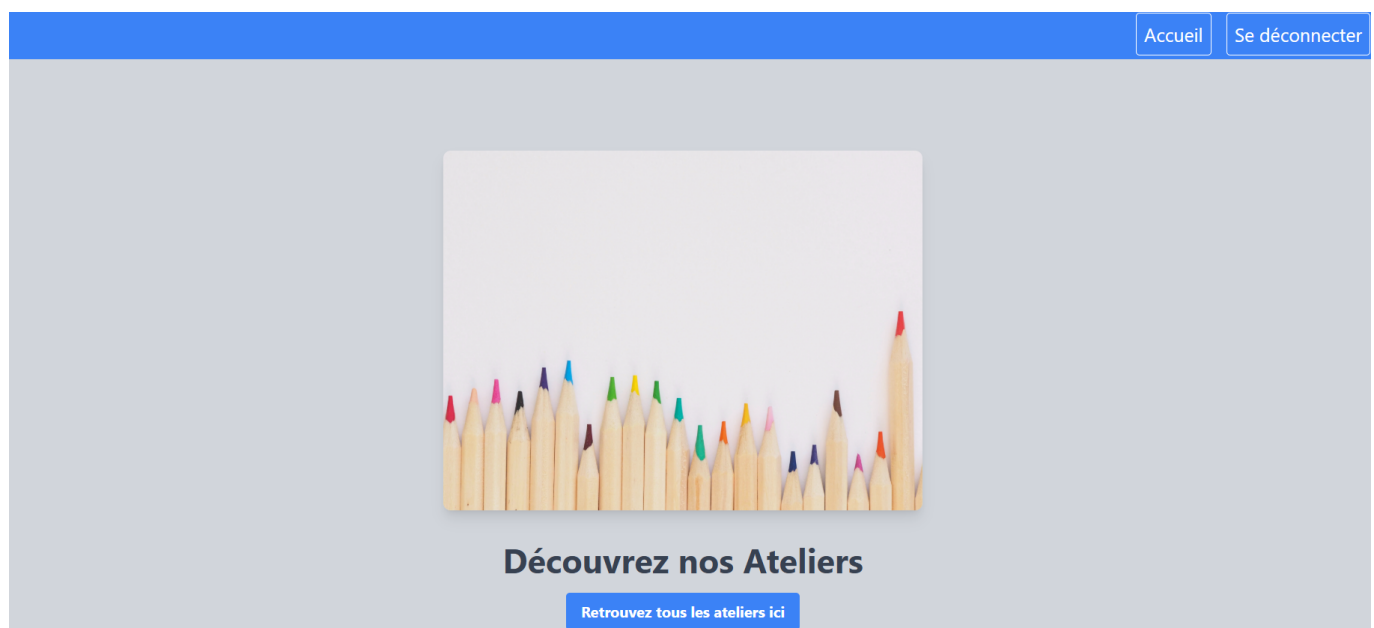 Accueil
Se déconnecter
Découvrez nos Ateliers
Retrouvez tous les ateliers ici